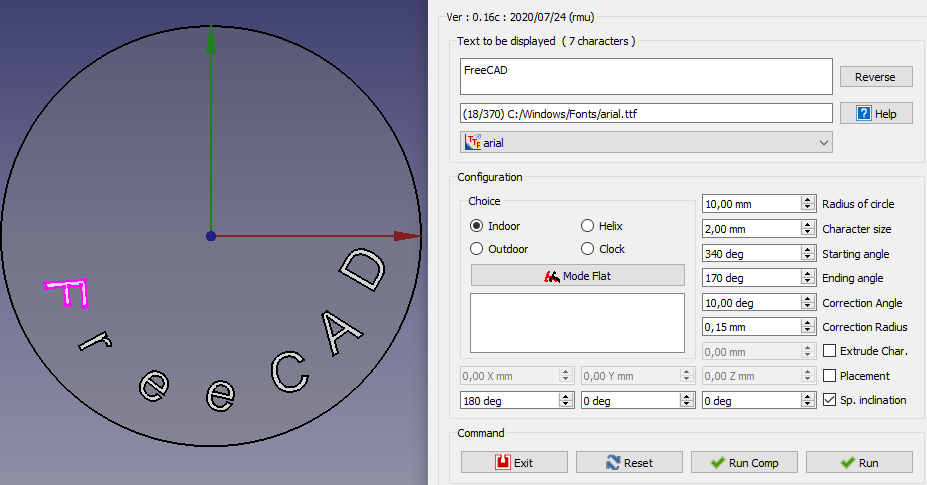 FreeCAD
Ver : 0.16c : 2020/07/24 (rmu)
Text to be displayed ( 7 characters )
FreeCAD
Reverse
(18/370) C:/Windows/Fonts/arial.ttf
Help
arial
Configuration
Choice
Indoor
Helix
Outdoor
Clock
Mode Flat
10,00 mm Radius of circle
2,00 mm Character size
340 deg Starting angle
170 deg Ending angle
10,00 deg Correction Angle
0,15 mm Correction Radius
0,00 mm Extrude Char.
0,00 X mm 0,00 Y mm 0,00 Z mm Placement
180 deg 0 deg 0 deg Sp. inclination
Command
Exit Reset Run Comp Run